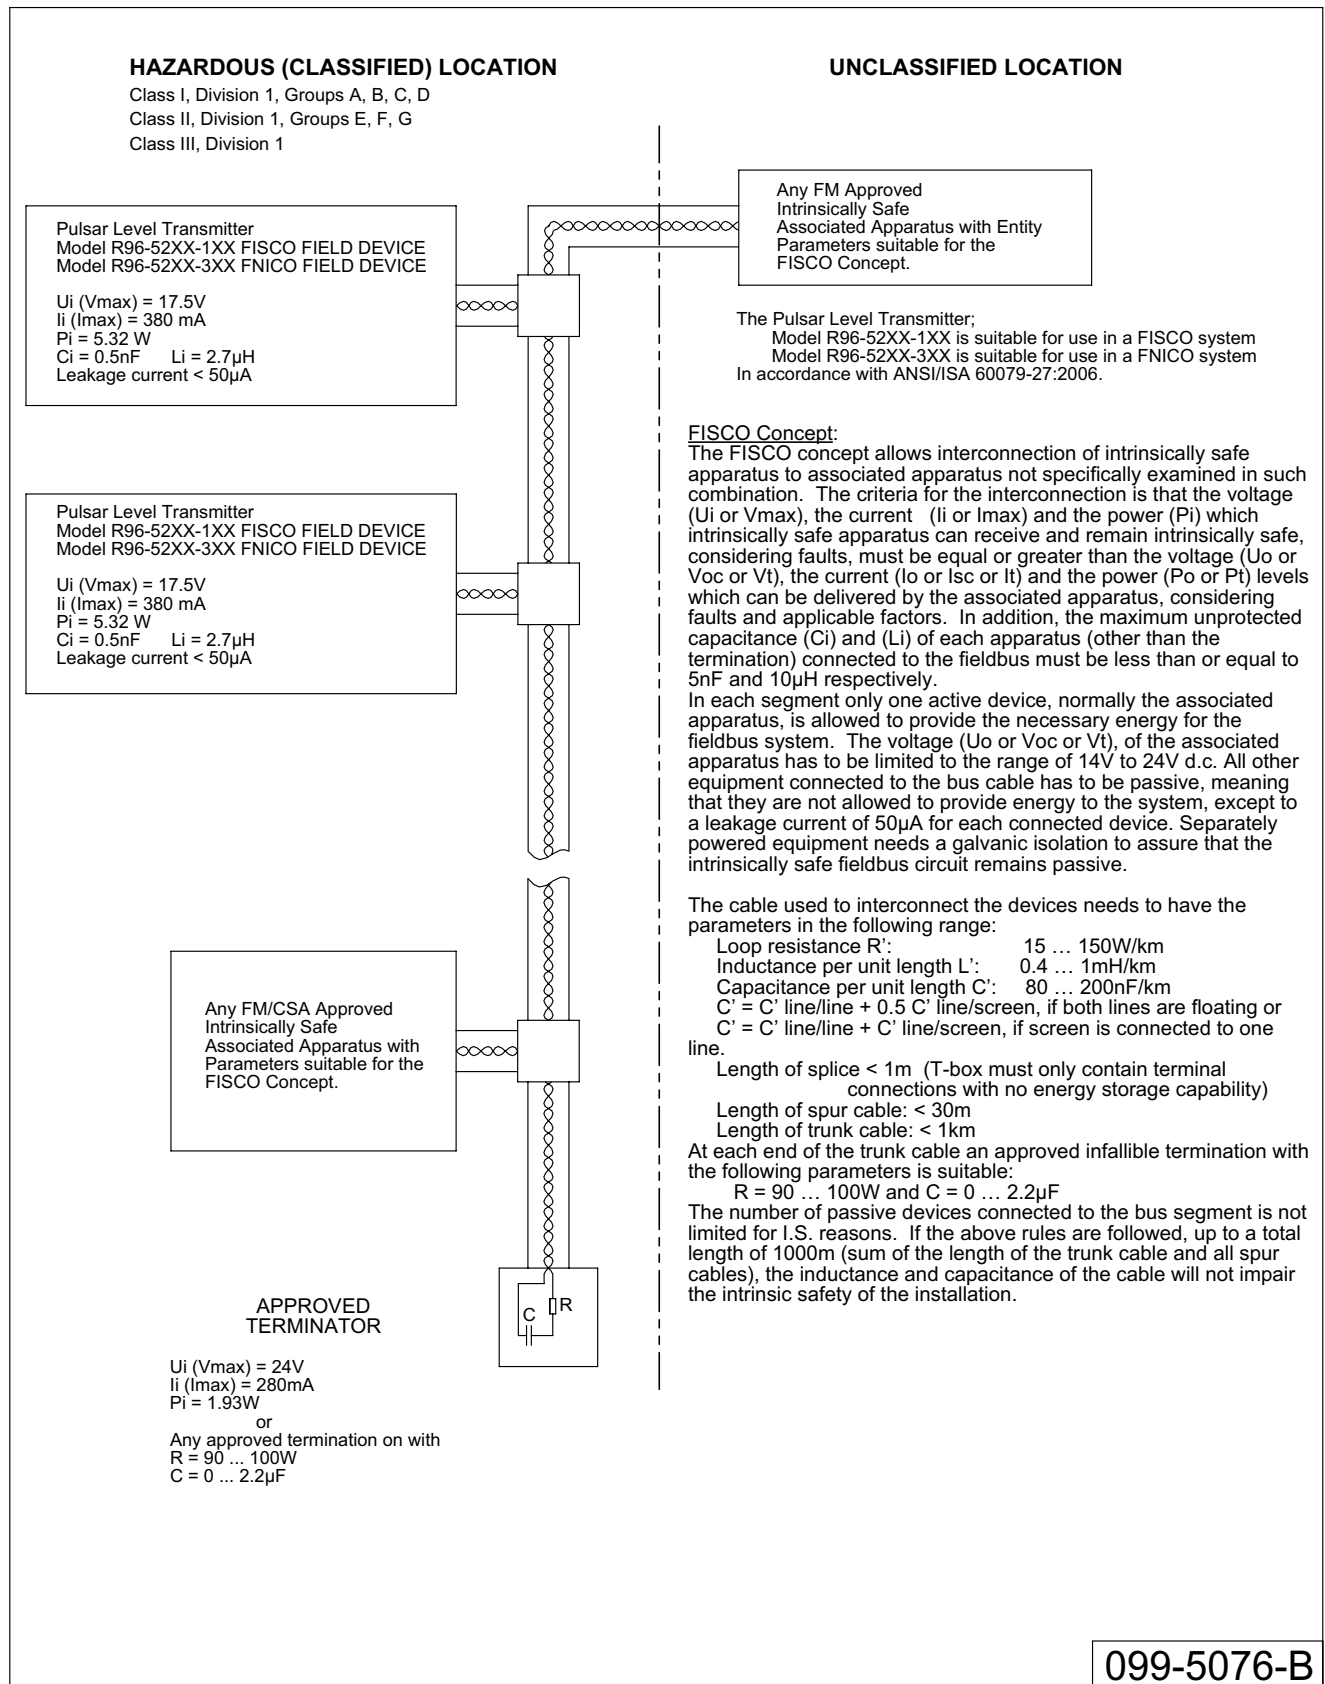 HAZARDOUS (CLASSIFIED) LOCATION
Class I, Division 1, Groups A, B, C, D
Class II, Division 1, Groups E, F, G
Class III, Division 1
UNCLASSIFIED LOCATION
Pulsar Level Transmitter
Model R96-52XX-1XX FISCO FIELD DEVICE
Model R96-52XX-3XX FNICO FIELD DEVICE
Ui (Vmax) = 17.5V
Ii (Imax) = 380 mA
Pi = 5.32 W
Ci = 0.5nF Li = 2.7µH
Leakage current < 50µA
Pulsar Level Transmitter
Model R96-52XX-1XX FISCO FIELD DEVICE
Model R96-52XX-3XX FNICO FIELD DEVICE
Ui (Vmax) = 17.5V
Ii (Imax) = 380 mA
Pi = 5.32 W
Ci = 0.5nF Li = 2.7µH
Leakage current < 50µA
Any FM/CSA Approved
Intrinsically Safe
Associated Apparatus with
Parameters suitable for the
FISCO Concept.
C
R
APPROVED
TERMINATOR
Ui (Vmax) = 24V
Ii (Imax) = 280mA
Pi = 1.93W
or
Any approved termination on with
R = 90 ... 100W
C = 0 ... 2.2µF
Any FM Approved
Intrinsically Safe
Associated Apparatus with Entity
Parameters suitable for the
FISCO Concept.
The Pulsar Level Transmitter;
Model R96-52XX-1XX is suitable for use in a FISCO system
Model R96-52XX-3XX is suitable for use in a FNICO system
In accordance with ANSI/ISA 60079-27:2006.
FISCO Concept:
The FISCO concept allows interconnection of intrinsically safe
apparatus to associated apparatus not specifically examined in such
combination. The criteria for the interconnection is that the voltage
(Ui or Vmax), the current (Ii or Imax) and the power (Pi) which
intrinsically safe apparatus can receive and remain intrinsically safe,
considering faults, must be equal or greater than the voltage (Uo or
Voc or Vt), the current (Io or Isc or It) and the power (Po or Pt) levels
which can be delivered by the associated apparatus, considering
faults and applicable factors. In addition, the maximum unprotected
capacitance (Ci) and (Li) of each apparatus (other than the
termination) connected to the fieldbus must be less than or equal to
5nF and 10µH respectively.
In each segment only one active device, normally the associated
apparatus, is allowed to provide the necessary energy for the
fieldbus system. The voltage (Uo or Voc or Vt), of the associated
apparatus has to be limited to the range of 14V to 24V d.c. All other
equipment connected to the bus cable has to be passive, meaning
that they are not allowed to provide energy to the system, except to
a leakage current of 50µA for each connected device. Separately
powered equipment needs a galvanic isolation to assure that the
intrinsically safe fieldbus circuit remains passive.
The cable used to interconnect the devices needs to have the
parameters in the following range:
Loop resistance R’: 15 … 150W/km
Inductance per unit length L’: 0.4 … 1mH/km
Capacitance per unit length C’: 80 … 200nF/km
C’ = C’ line/line + 0.5 C’ line/screen, if both lines are floating or
C’ = C’ line/line + C’ line/screen, if screen is connected to one
line.
Length of splice < 1m (T-box must only contain terminal
connections with no energy storage capability)
Length of spur cable: < 30m
Length of trunk cable: < 1km
At each end of the trunk cable an approved infallible termination with
the following parameters is suitable:
R = 90 … 100W and C = 0 … 2.2µF
The number of passive devices connected to the bus segment is not
limited for I.S. reasons. If the above rules are followed, up to a total
length of 1000m (sum of the length of the trunk cable and all spur
cables), the inductance and capacitance of the cable will not impair
the intrinsic safety of the installation.
099-5076-B